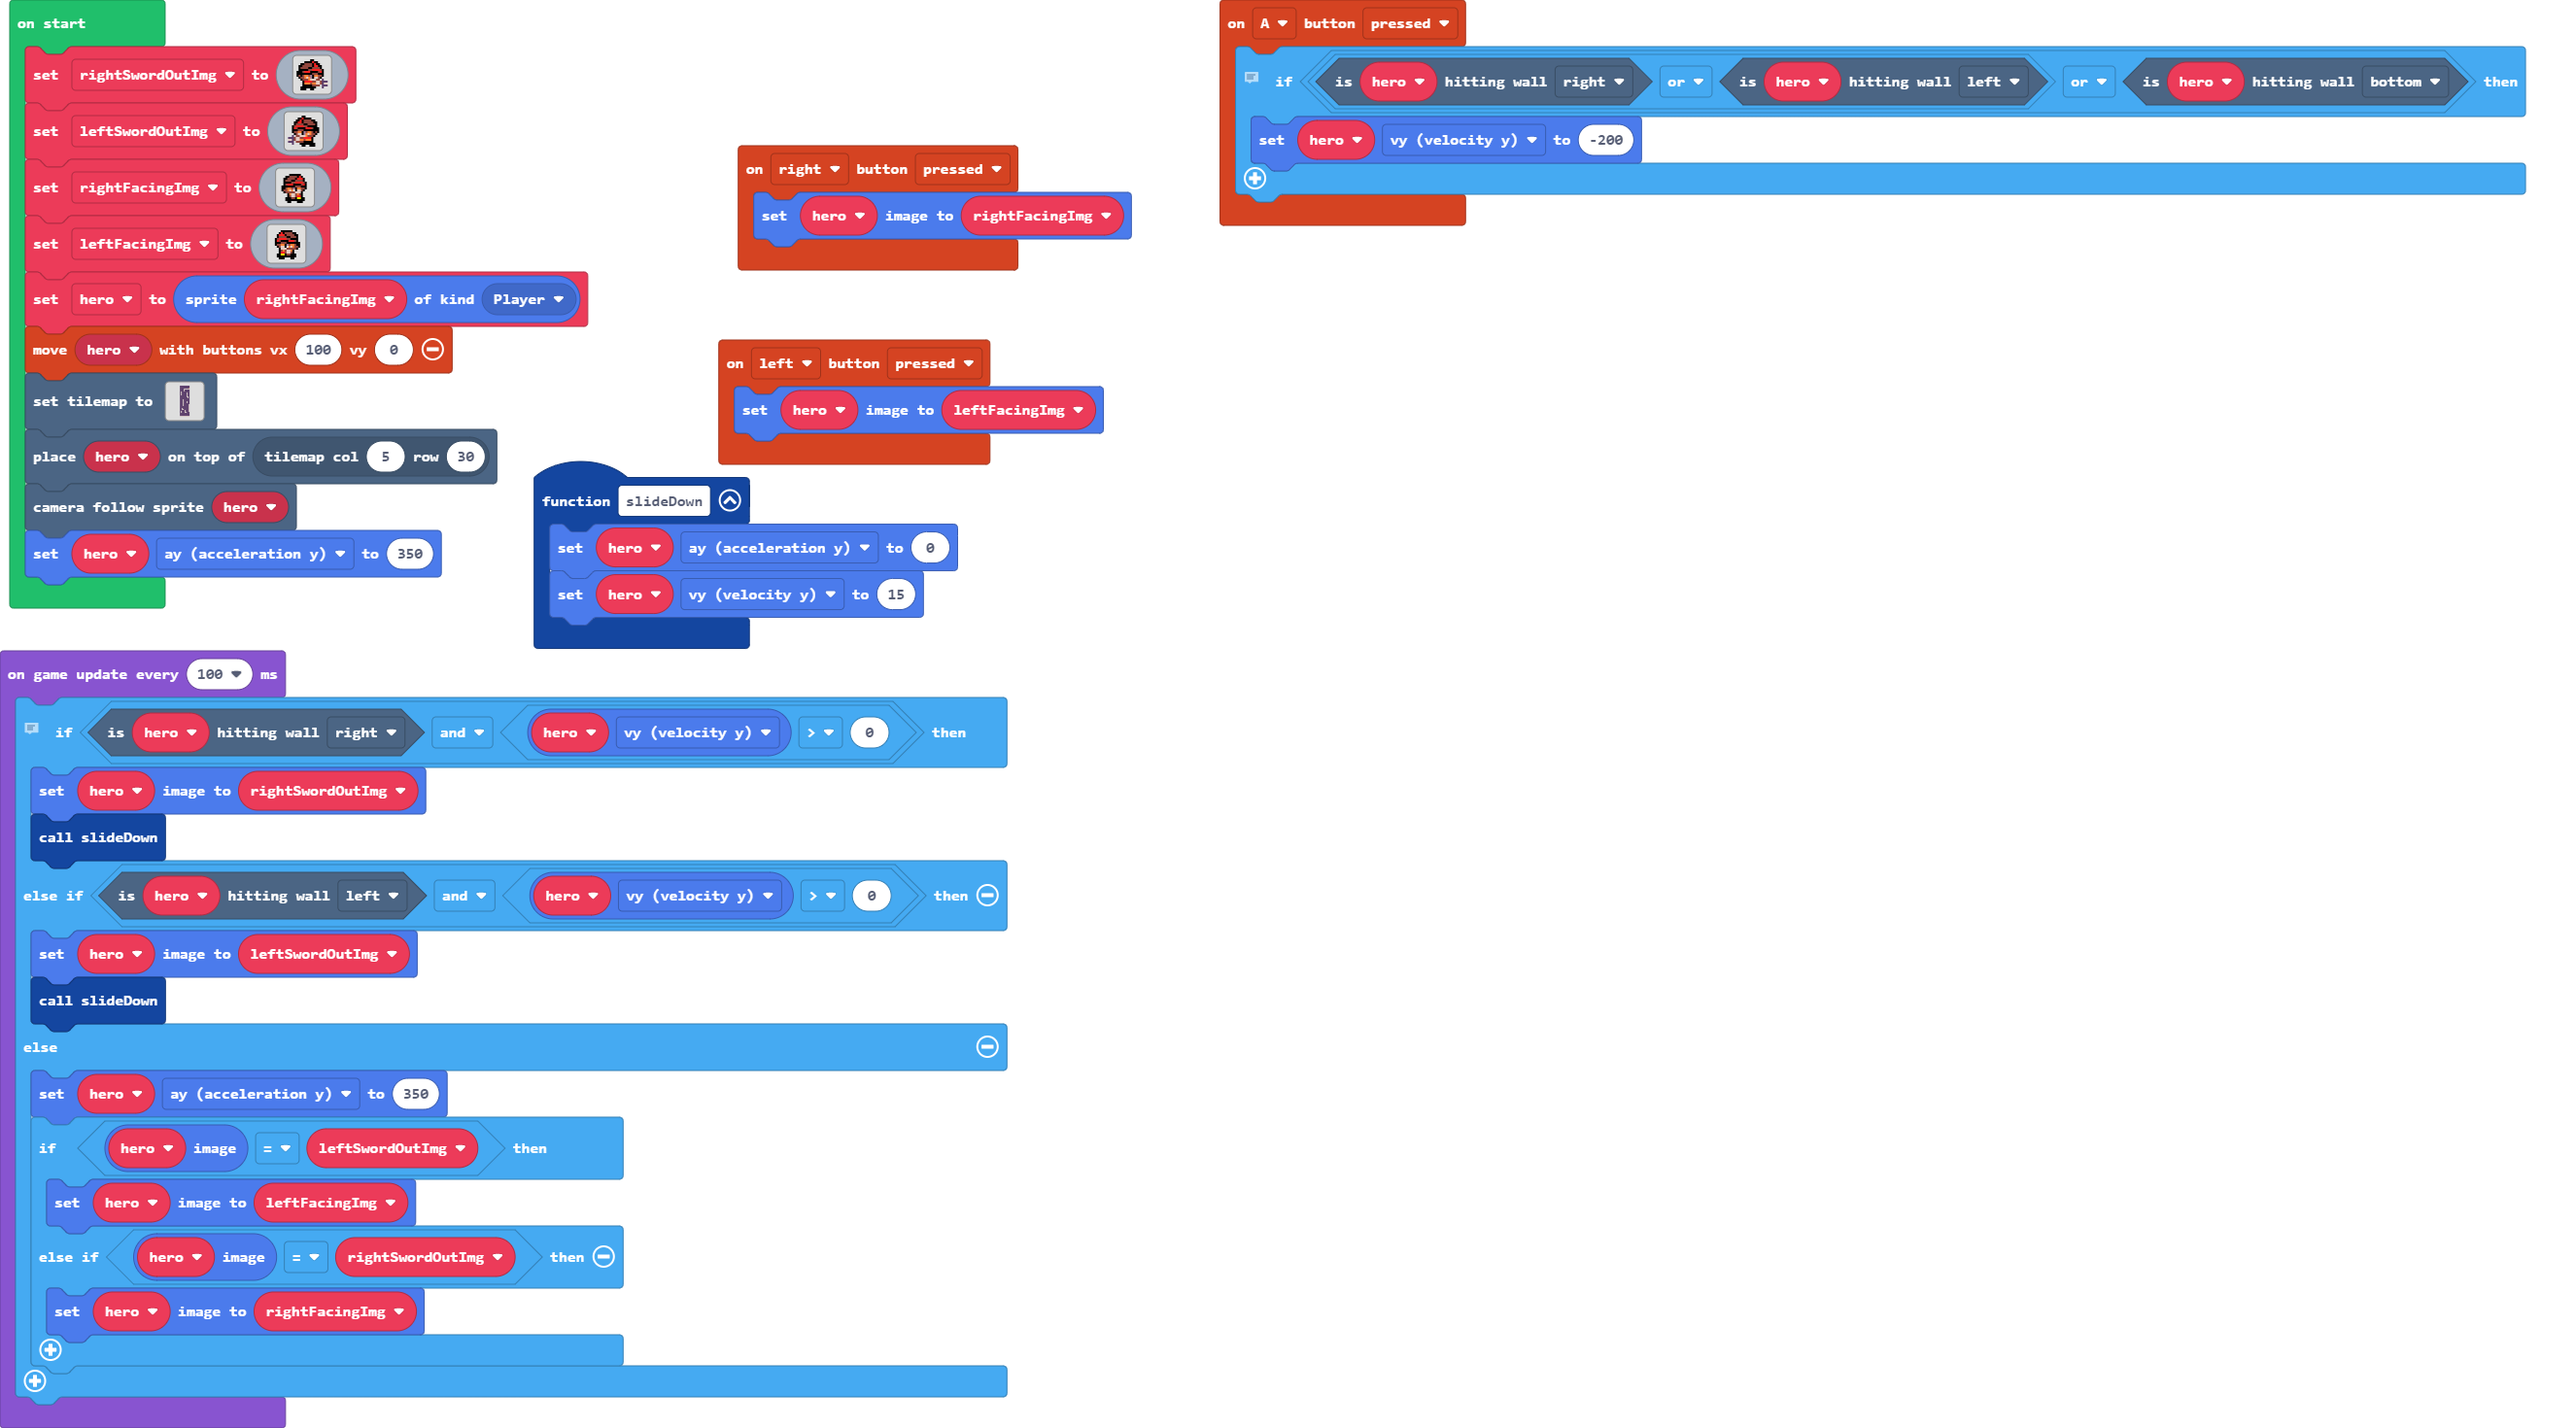 on start
set rightSwordOutImg to
set leftSwordOutImg to
set rightFacingImg to
set leftFacingImg to
set hero to sprite rightFacingImg of kind Player
move hero with buttons vx 100 vy 0
set tilemap to
place hero on top of tilemap col 5 row 30
camera follow sprite hero
set hero ay (acceleration y) to 350
on right button pressed
set hero image to rightFacingImg
on left button pressed
set hero image to leftFacingImg
function slideDown
set hero ay (acceleration y) to 0
set hero vy (velocity y) to 15
on A button pressed
if is hero hitting wall right or is hero hitting wall left or is hero hitting wall bottom then
set hero vy (velocity y) to -200
on game update every 100 ms
if is hero hitting wall right and hero vy (velocity y) > 0 then
set hero image to rightSwordOutImg
call slideDown
else if is hero hitting wall left and hero vy (velocity y) > 0 then
set hero image to leftSwordOutImg
call slideDown
else
set hero ay (acceleration y) to 350
if hero image = leftSwordOutImg then
set hero image to leftFacingImg
else if hero image = rightSwordOutImg then
set hero image to rightFacingImg